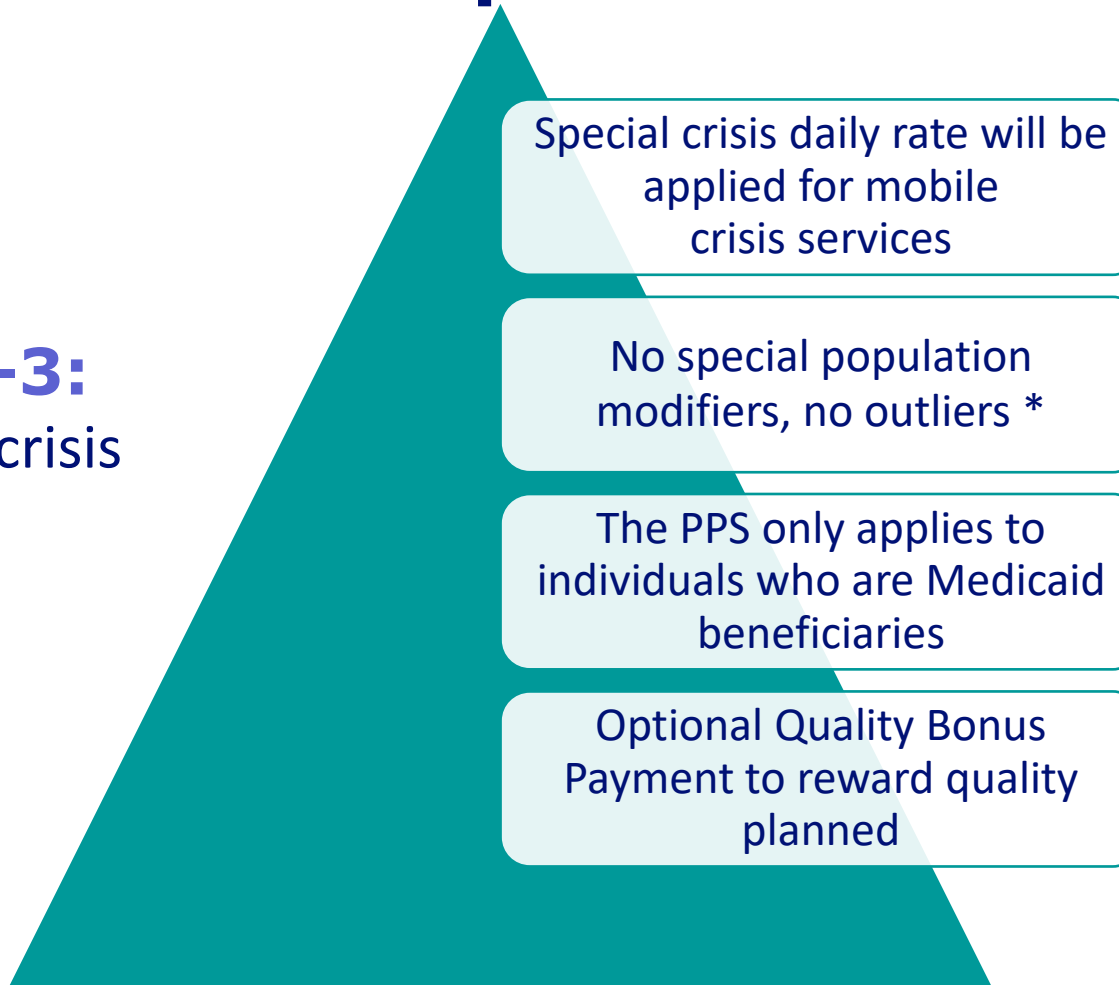 -3:
crisis
Special crisis daily rate will be
applied for mobile
crisis services
No special population
modifiers, no outliers *
The PPS only applies to
individuals who are Medicaid
beneficiaries
Optional Quality Bonus
Payment to reward quality
planned